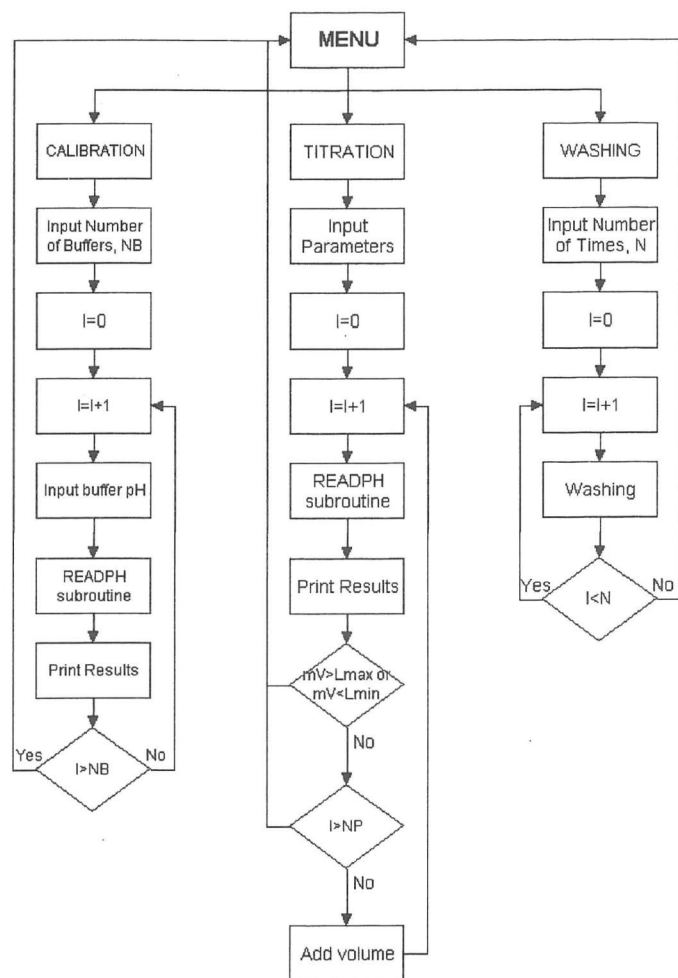 MENU
CALIBRATION
Input Number
of Buffers, NB
I=0
I=I+1
Input buffer pH
READPH
subroutine
Print Results
I>NB
Yes
No
TITRATION
Input
Parameters
I=0
I=I+1
READPH
subroutine
Print Results
mV>Lmax or
mV<Lmin
No
I>NP
No
Add volume
WASHING
Input Number
of Times, N
I=0
I=I+1
Washing
I<N
Yes
No